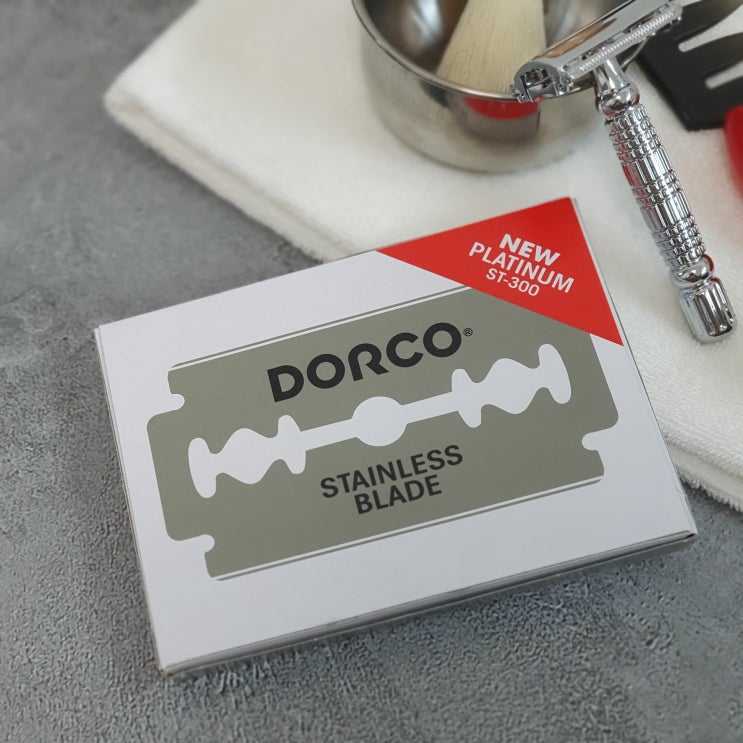 NEW
PLATINUM
ST-300
DORCO®
STAINLESS
BLADE